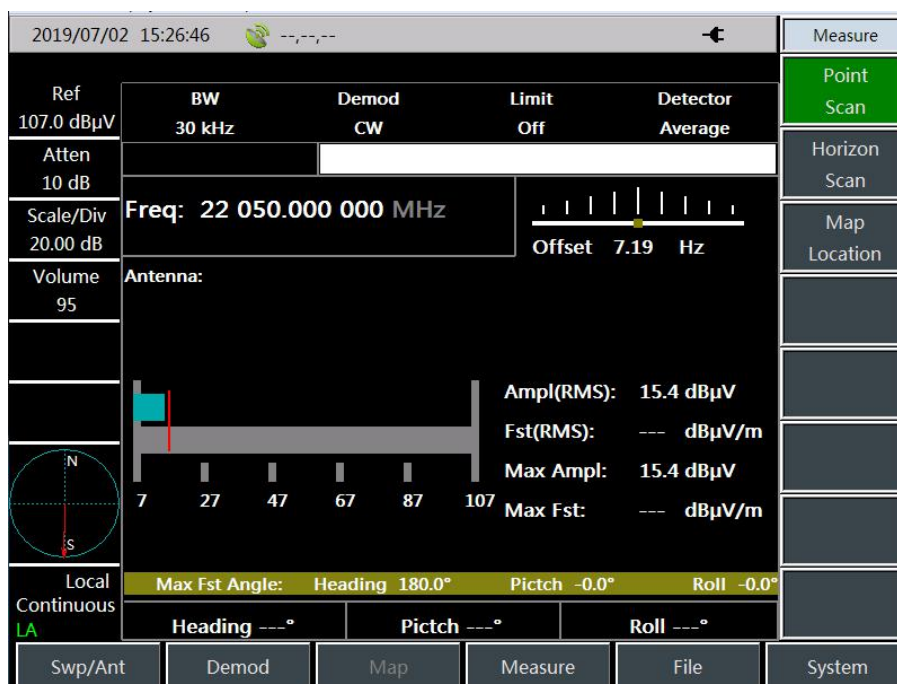 2019/07/02 15:26:46 --,--,--
Measure
Point
Scan
Horizon
Scan
Map
Location
Ref
107.0 dBµV
Atten
10 dB
Scale/Div
20.00 dB
Volume
95
N
S
Local
Continuous
LA
BW Demod Limit Detector
30 kHz CW Off Average
Freq: 22 050.000 000 MHz
Offset 7.19 Hz
Antenna:
Ampl(RMS): 15.4 dBµV
Fst(RMS): --- dBµV/m
Max Ampl: 15.4 dBµV
Max Fst: --- dBµV/m
7 27 47 67 87 107
Max Fst Angle: Heading 180.0° Pictch -0.0° Roll -0.0°
Heading ---° Pictch ---° Roll ---°
Swp/Ant Demod Map Measure File System